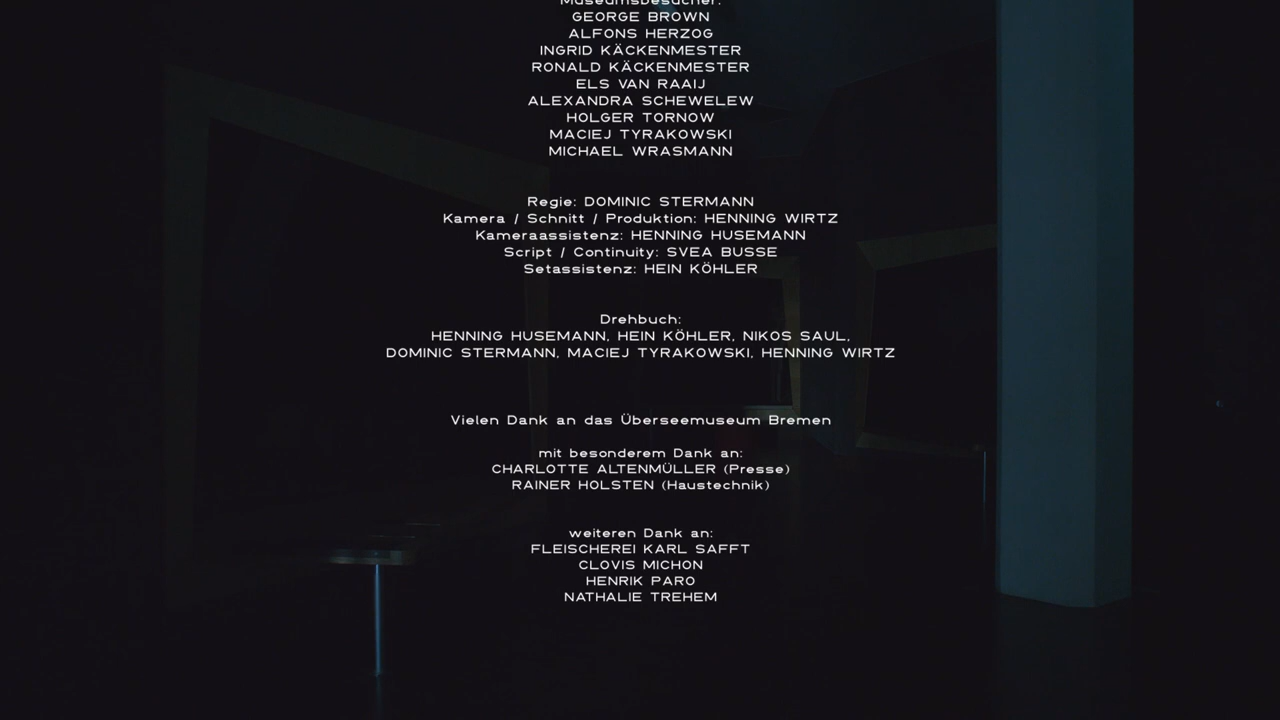 Museumsbesucher:
GEORGE BROWN
ALFONS HERZOG
INGRID KÄCKENMESTER
RONALD KÄCKENMESTER
ELS VAN RAAIJ
ALEXANDRA SCHEWELEW
HOLGER TORNOW
MACIEJ TYRAKOWSKI
MICHAEL WRASMANN
Regie: DOMINIC STERMANN
Kamera / Schnitt / Produktion: HENNING WIRTZ
Kameraassistenz: HENNING HUSEMANN
Script / Continuity: SVEA BUSSE
Setassistenz: HEIN KÖHLER
Drehbuch:
HENNING HUSEMANN, HEIN KÖHLER, NIKOS SAUL,
DOMINIC STERMANN, MACIEJ TYRAKOWSKI, HENNING WIRTZ
Vielen Dank an das Überseemuseum Bremen
mit besonderem Dank an:
CHARLOTTE ALTENMÜLLER (Presse)
RAINER HOLSTEN (Haustechnik)
weiteren Dank an:
FLEISCHEREI KARL SAFFT
CLOVIS MICHON
HENRIK PARO
NATHALIE TREHEM